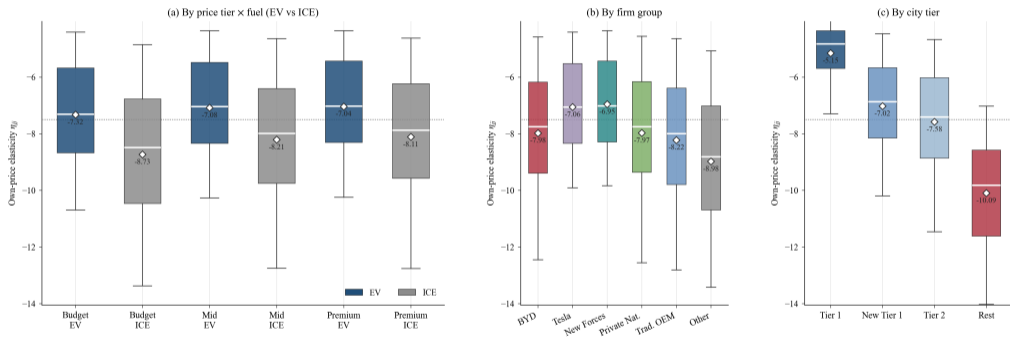 (a) By price tier × fuel (EV vs ICE)
Own-price elasticity ηⱼⱼ
−6
−8
−10
−12
−14
-7.32
-8.73
-7.08
-8.21
-7.04
-8.11
EV
ICE
Budget
EV
Budget
ICE
Mid
EV
Mid
ICE
Premium
EV
Premium
ICE
(b) By firm group
Own-price elasticity ηⱼⱼ
−6
−8
−10
−12
−14
-7.98
-7.06
-6.95
-7.97
-8.22
-8.98
BYD
Tesla
New Forces
Private Nat.
Trad. OEM
Other
(c) By city tier
Own-price elasticity ηⱼⱼ
−6
−8
−10
−12
−14
-5.15
-7.02
-7.58
-10.09
Tier 1
New Tier 1
Tier 2
Rest